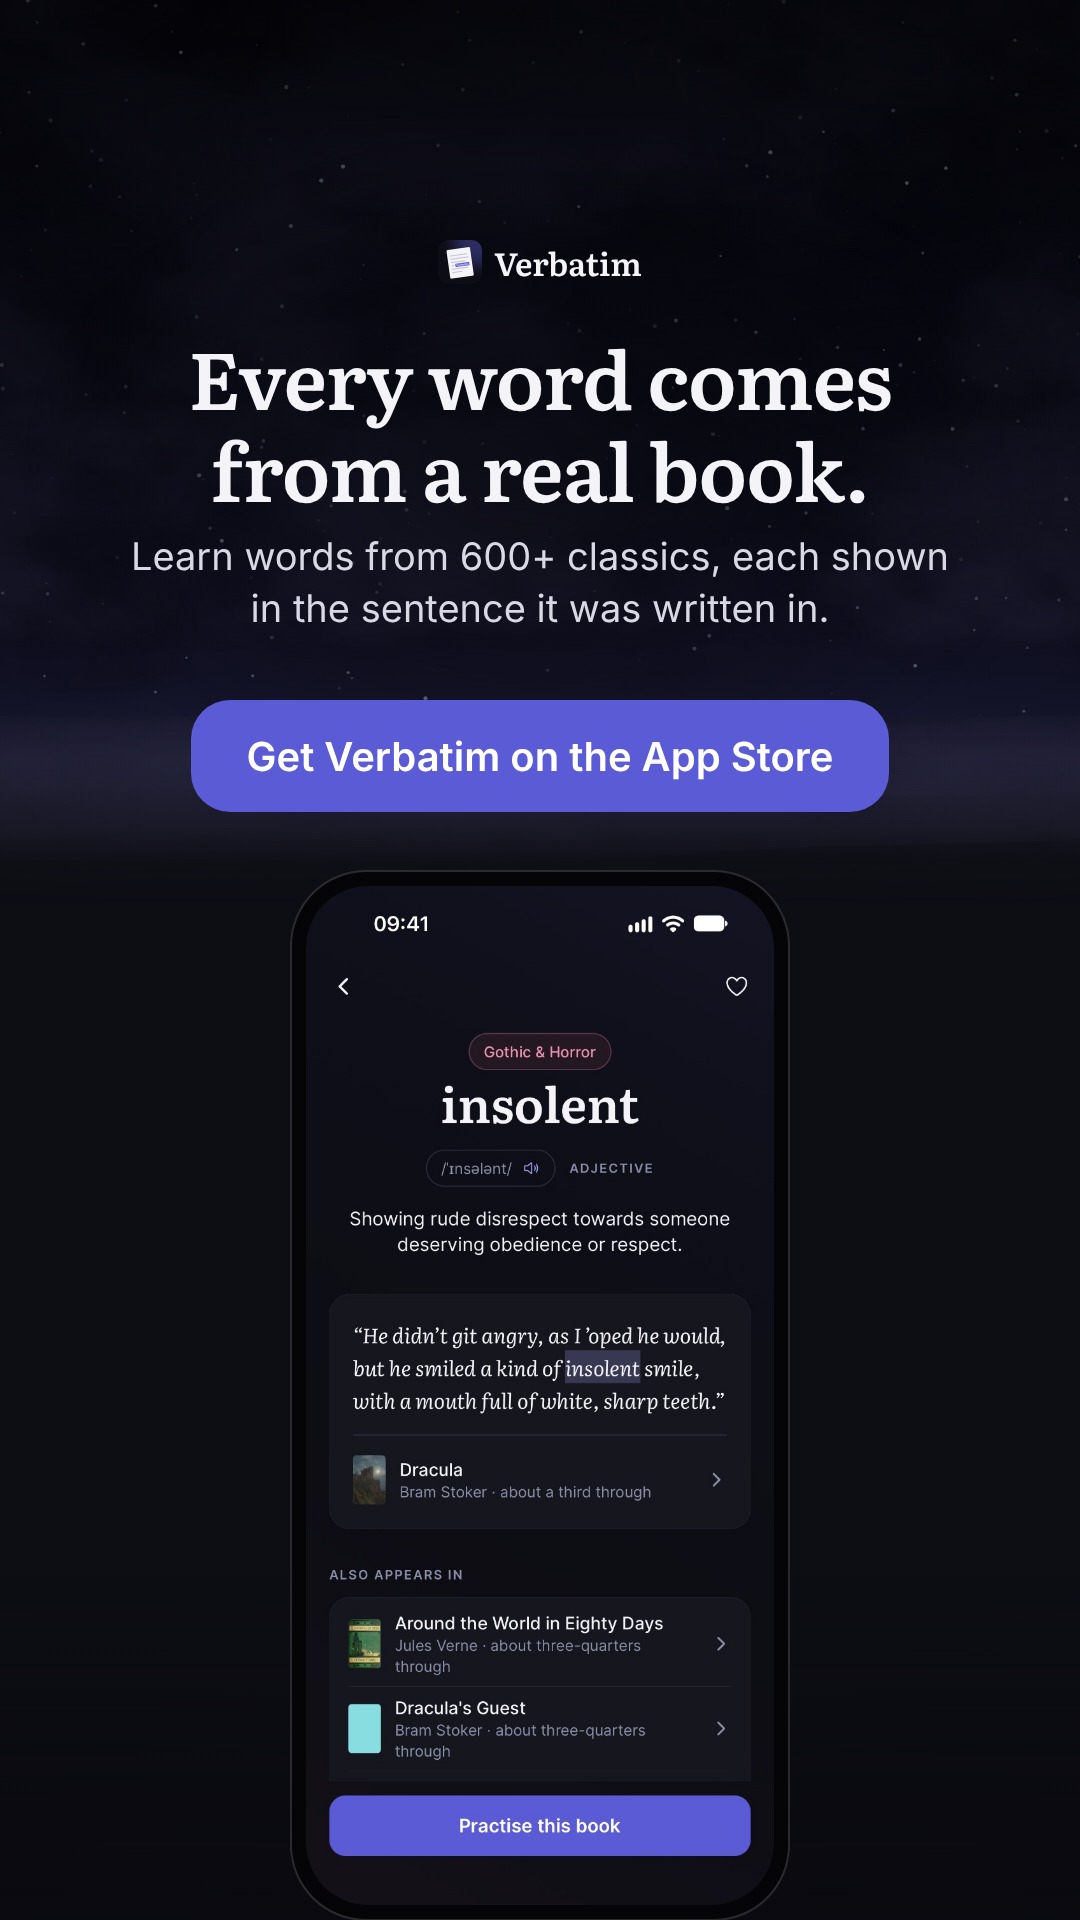 Verbatim
Every word comes
from a real book.
Learn words from 600+ classics, each shown
in the sentence it was written in.
Get Verbatim on the App Store
09:41
Gothic & Horror
insolent
/ˈɪnsələnt/ ADJECTIVE
Showing rude disrespect towards someone
deserving obedience or respect.
“He didn’t git angry, as I ’oped he would,
but he smiled a kind of insolent smile,
with a mouth full of white, sharp teeth.”
Dracula
Bram Stoker · about a third through
ALSO APPEARS IN
Around the World in Eighty Days
Jules Verne · about three-quarters
through
Dracula's Guest
Bram Stoker · about three-quarters
through
Practise this book